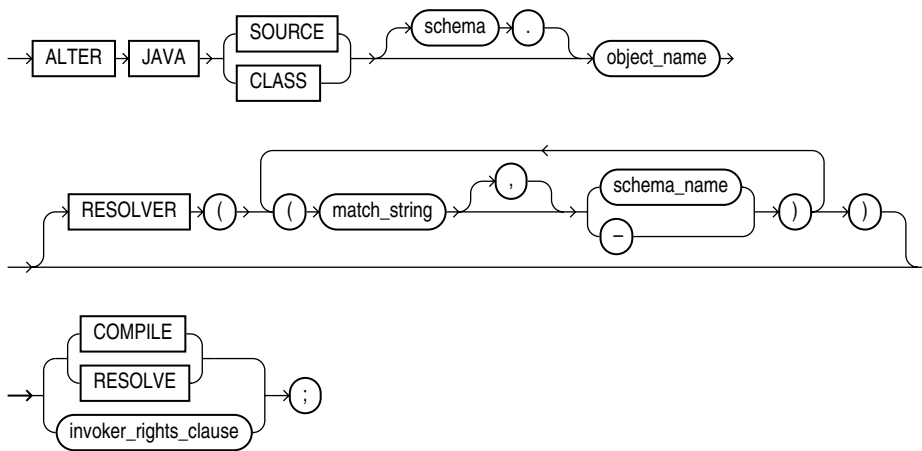 SOURCE schema .
ALTER JAVA object_name
CLASS
, schema_name
RESOLVER ( ( match_string ) )
–
COMPILE
RESOLVE ;
invoker_rights_clause